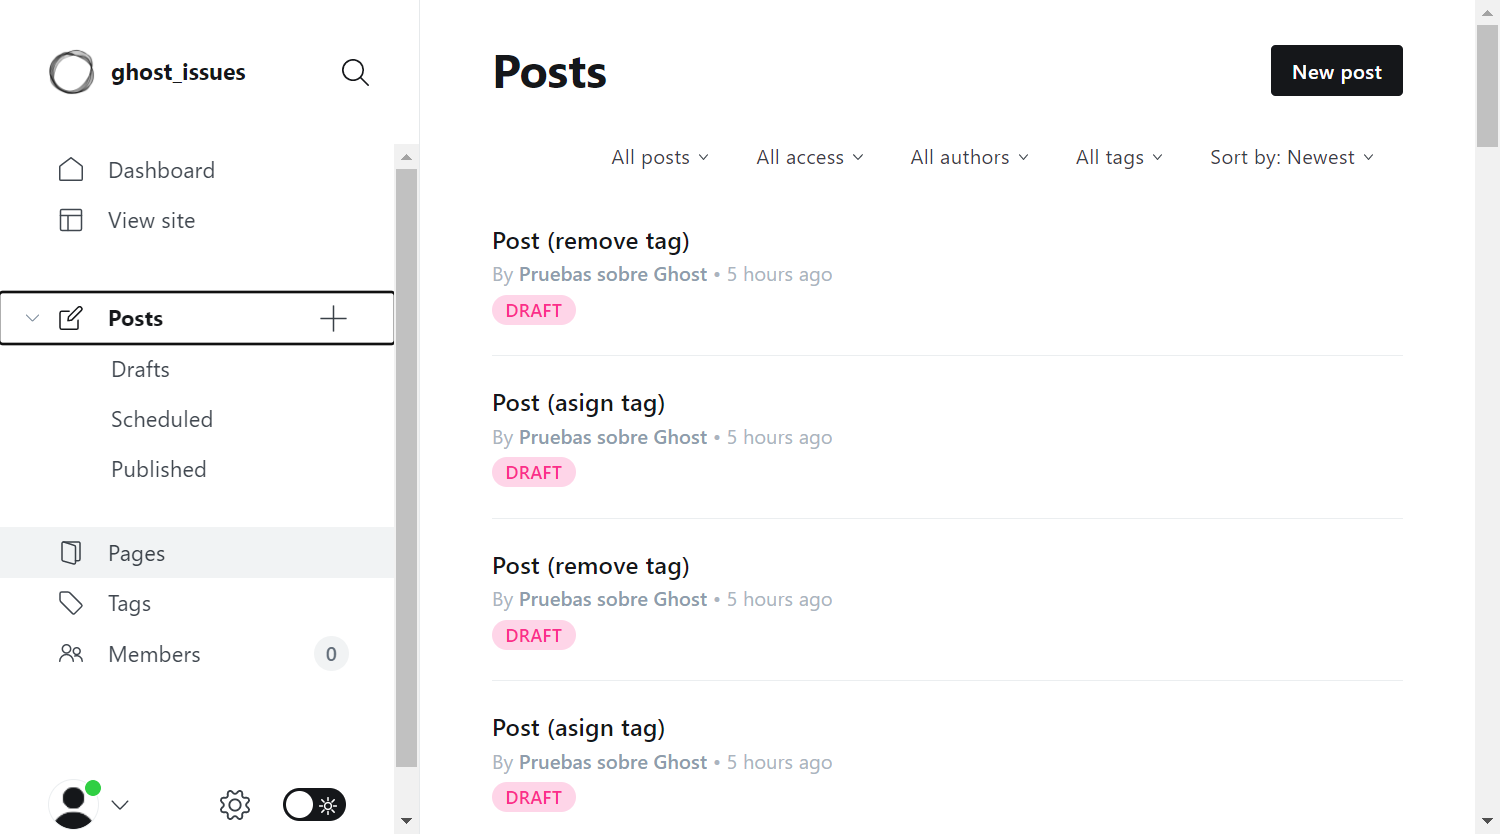 ghost_issues
Dashboard
View site
Posts
Drafts
Scheduled
Published
Pages
Tags
Members 0
Posts
New post
All posts All access All authors All tags Sort by: Newest
Post (remove tag)
By Pruebas sobre Ghost • 5 hours ago
DRAFT
Post (asign tag)
By Pruebas sobre Ghost • 5 hours ago
DRAFT
Post (remove tag)
By Pruebas sobre Ghost • 5 hours ago
DRAFT
Post (asign tag)
By Pruebas sobre Ghost • 5 hours ago
DRAFT